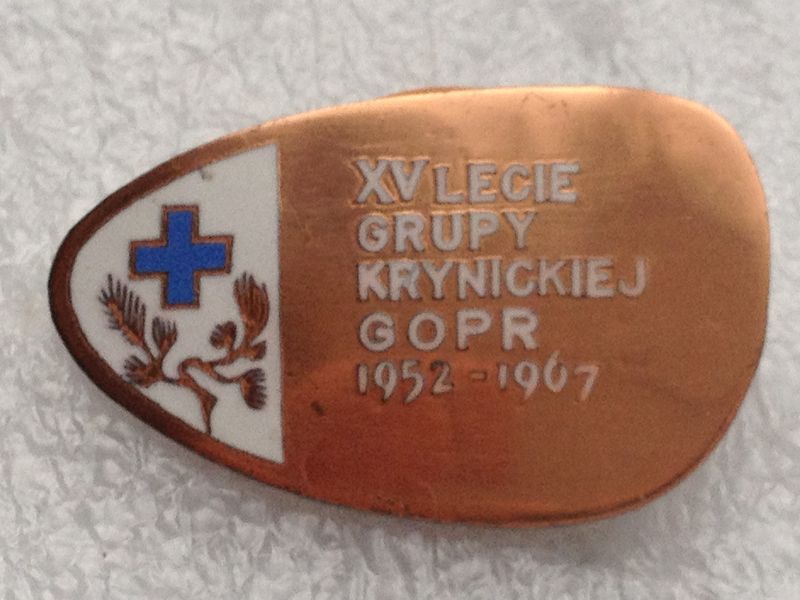 XV LECIE
GRUPY
KRYNICKIEJ
GOPR
1952 - 1967